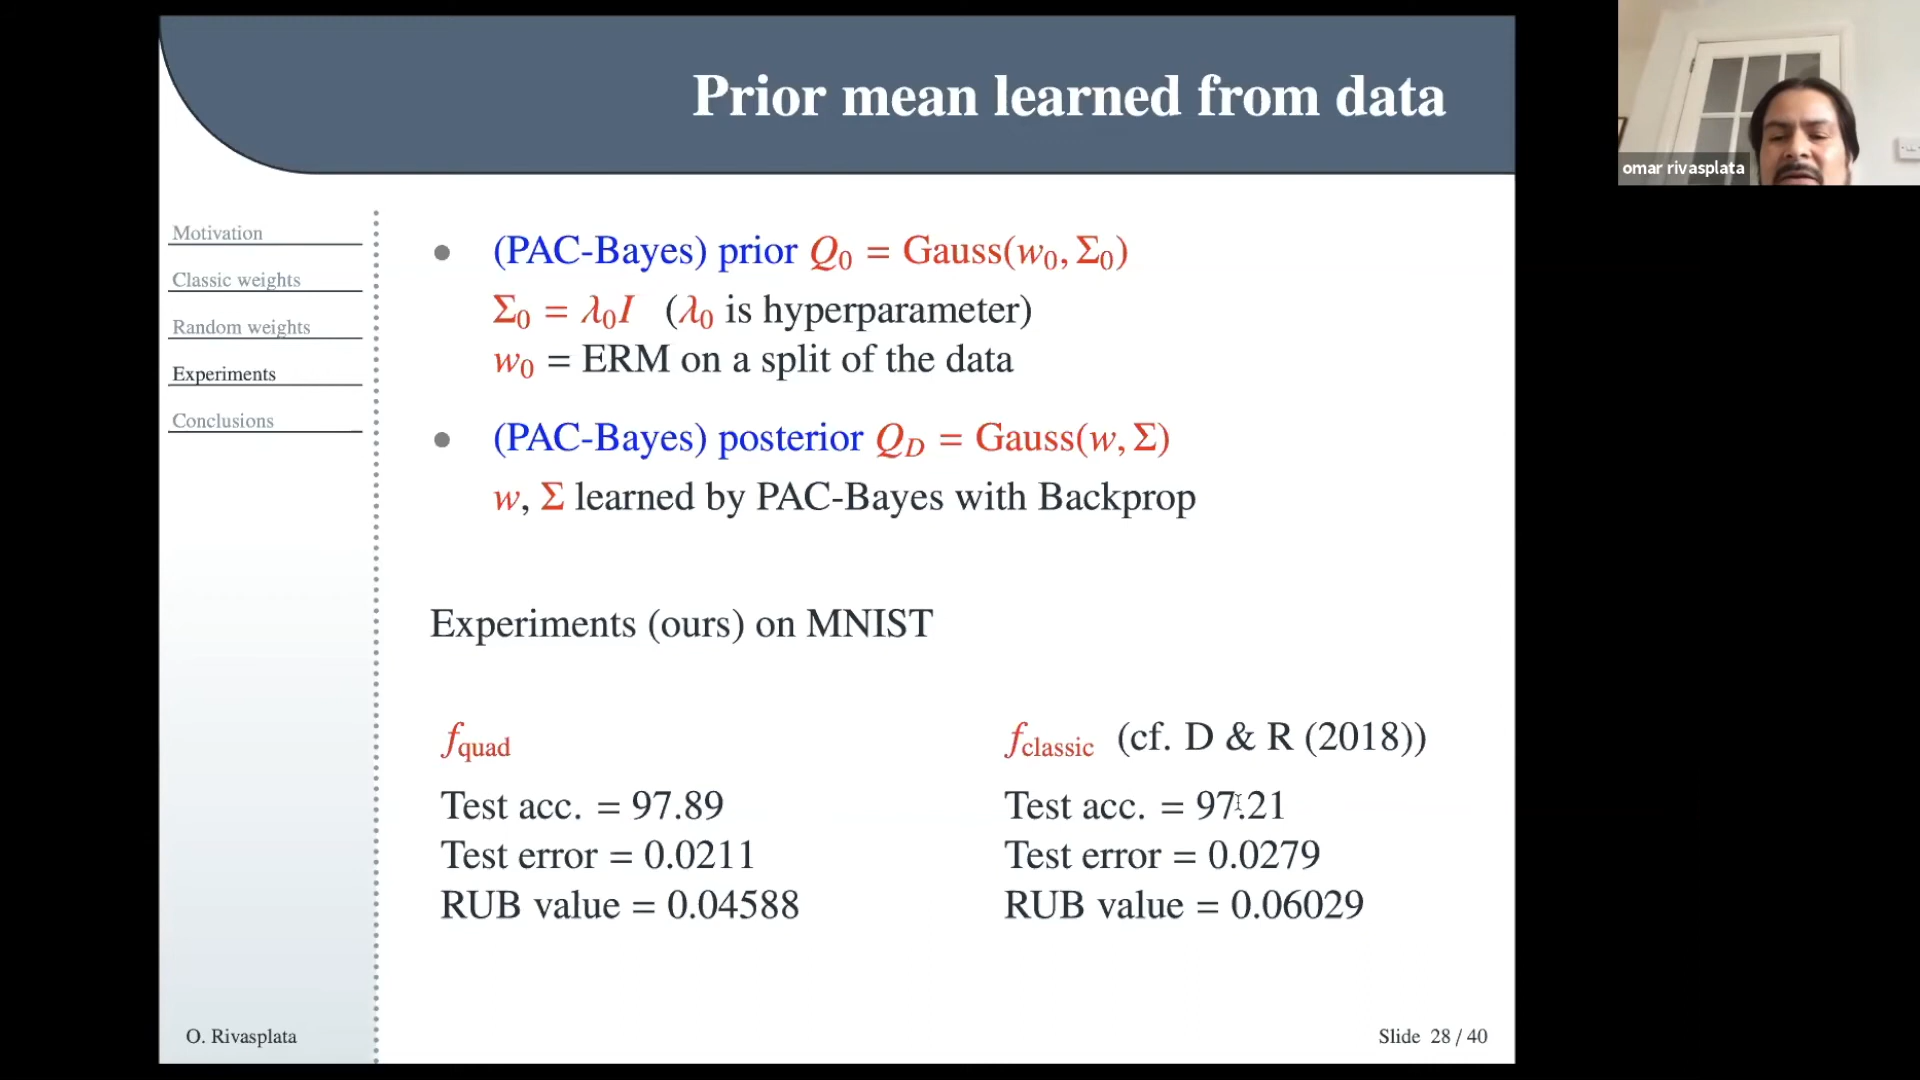 Prior mean learned from data
omar rivasplata
Motivation
Classic weights
Random weights
Experiments
Conclusions
• (PAC-Bayes) prior Q₀ = Gauss(w₀, Σ₀)
Σ₀ = λ₀I (λ₀ is hyperparameter)
w₀ = ERM on a split of the data
• (PAC-Bayes) posterior Q_D = Gauss(w, Σ)
w, Σ learned by PAC-Bayes with Backprop
Experiments (ours) on MNIST
f_quad
Test acc. = 97.89
Test error = 0.0211
RUB value = 0.04588
f_classic (cf. D & R (2018))
Test acc. = 97.21
Test error = 0.0279
RUB value = 0.06029
O. Rivasplata
Slide 28 / 40